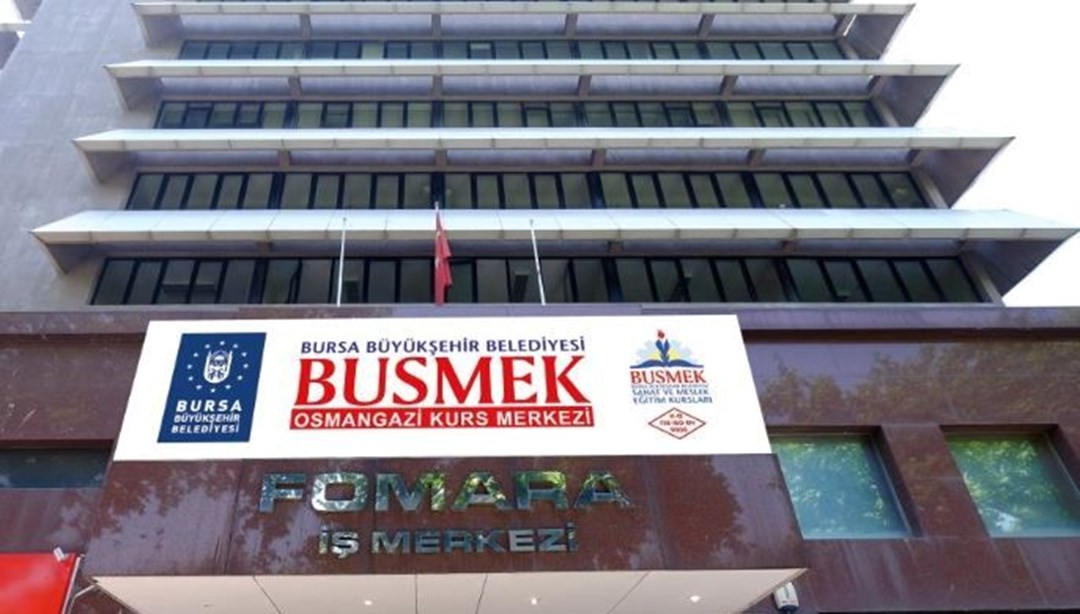 BURSA
BÜYÜKŞEHİR
BELEDİYESİ
BURSA BÜYÜKŞEHİR BELEDİYESİ
BUSMEK
OSMANGAZİ KURS MERKEZİ
BUSMEK
SANAT VE MESLEK
EĞİTİM KURSLARI
FOMARA
İŞ MERKEZİ